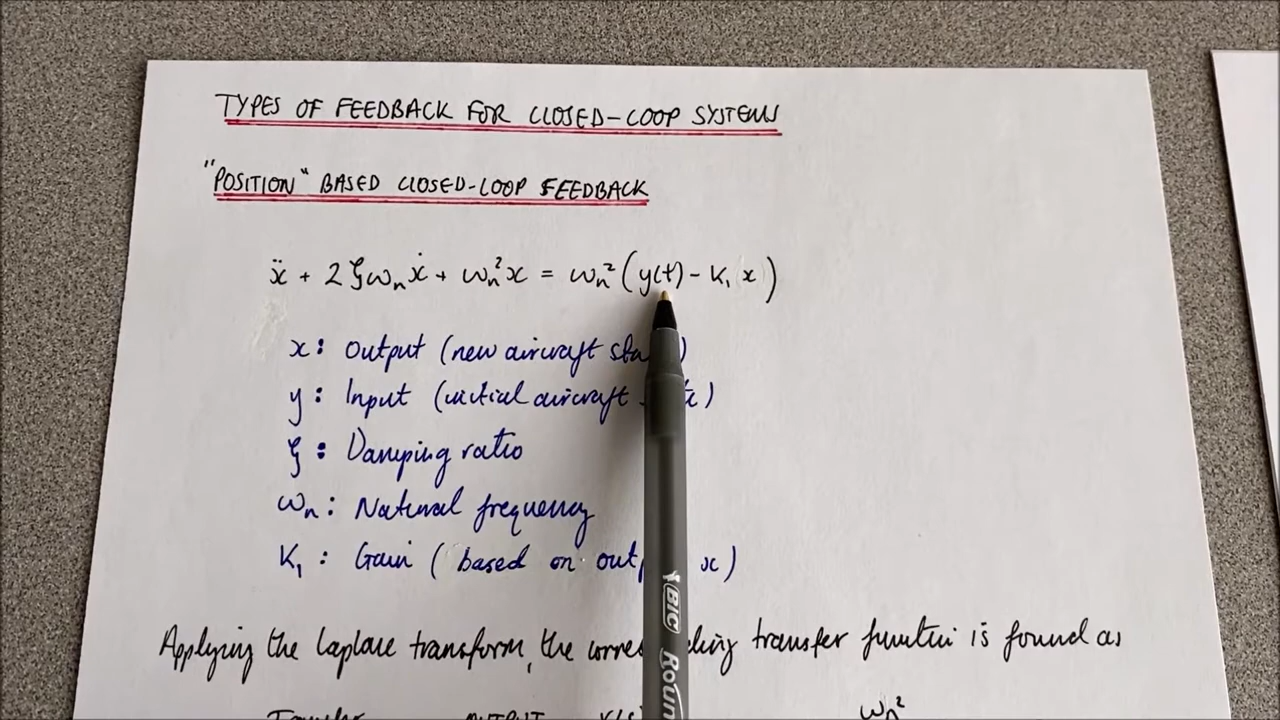 TYPES OF FEEDBACK FOR CLOSED-LOOP SYSTEMS
"POSITION" BASED CLOSED-LOOP FEEDBACK
ẍ + 2ζωₙẋ + ωₙ²x = ωₙ²(y(t) - K₁ x)
x: Output (new aircraft
y: Input (initial aircraft
ζ: Damping ratio
ωₙ: Natural frequency
K₁: Gain (based on x)
Applying the Laplace transform, the transfer function is found as
OUTPUT ωₙ²
BIC